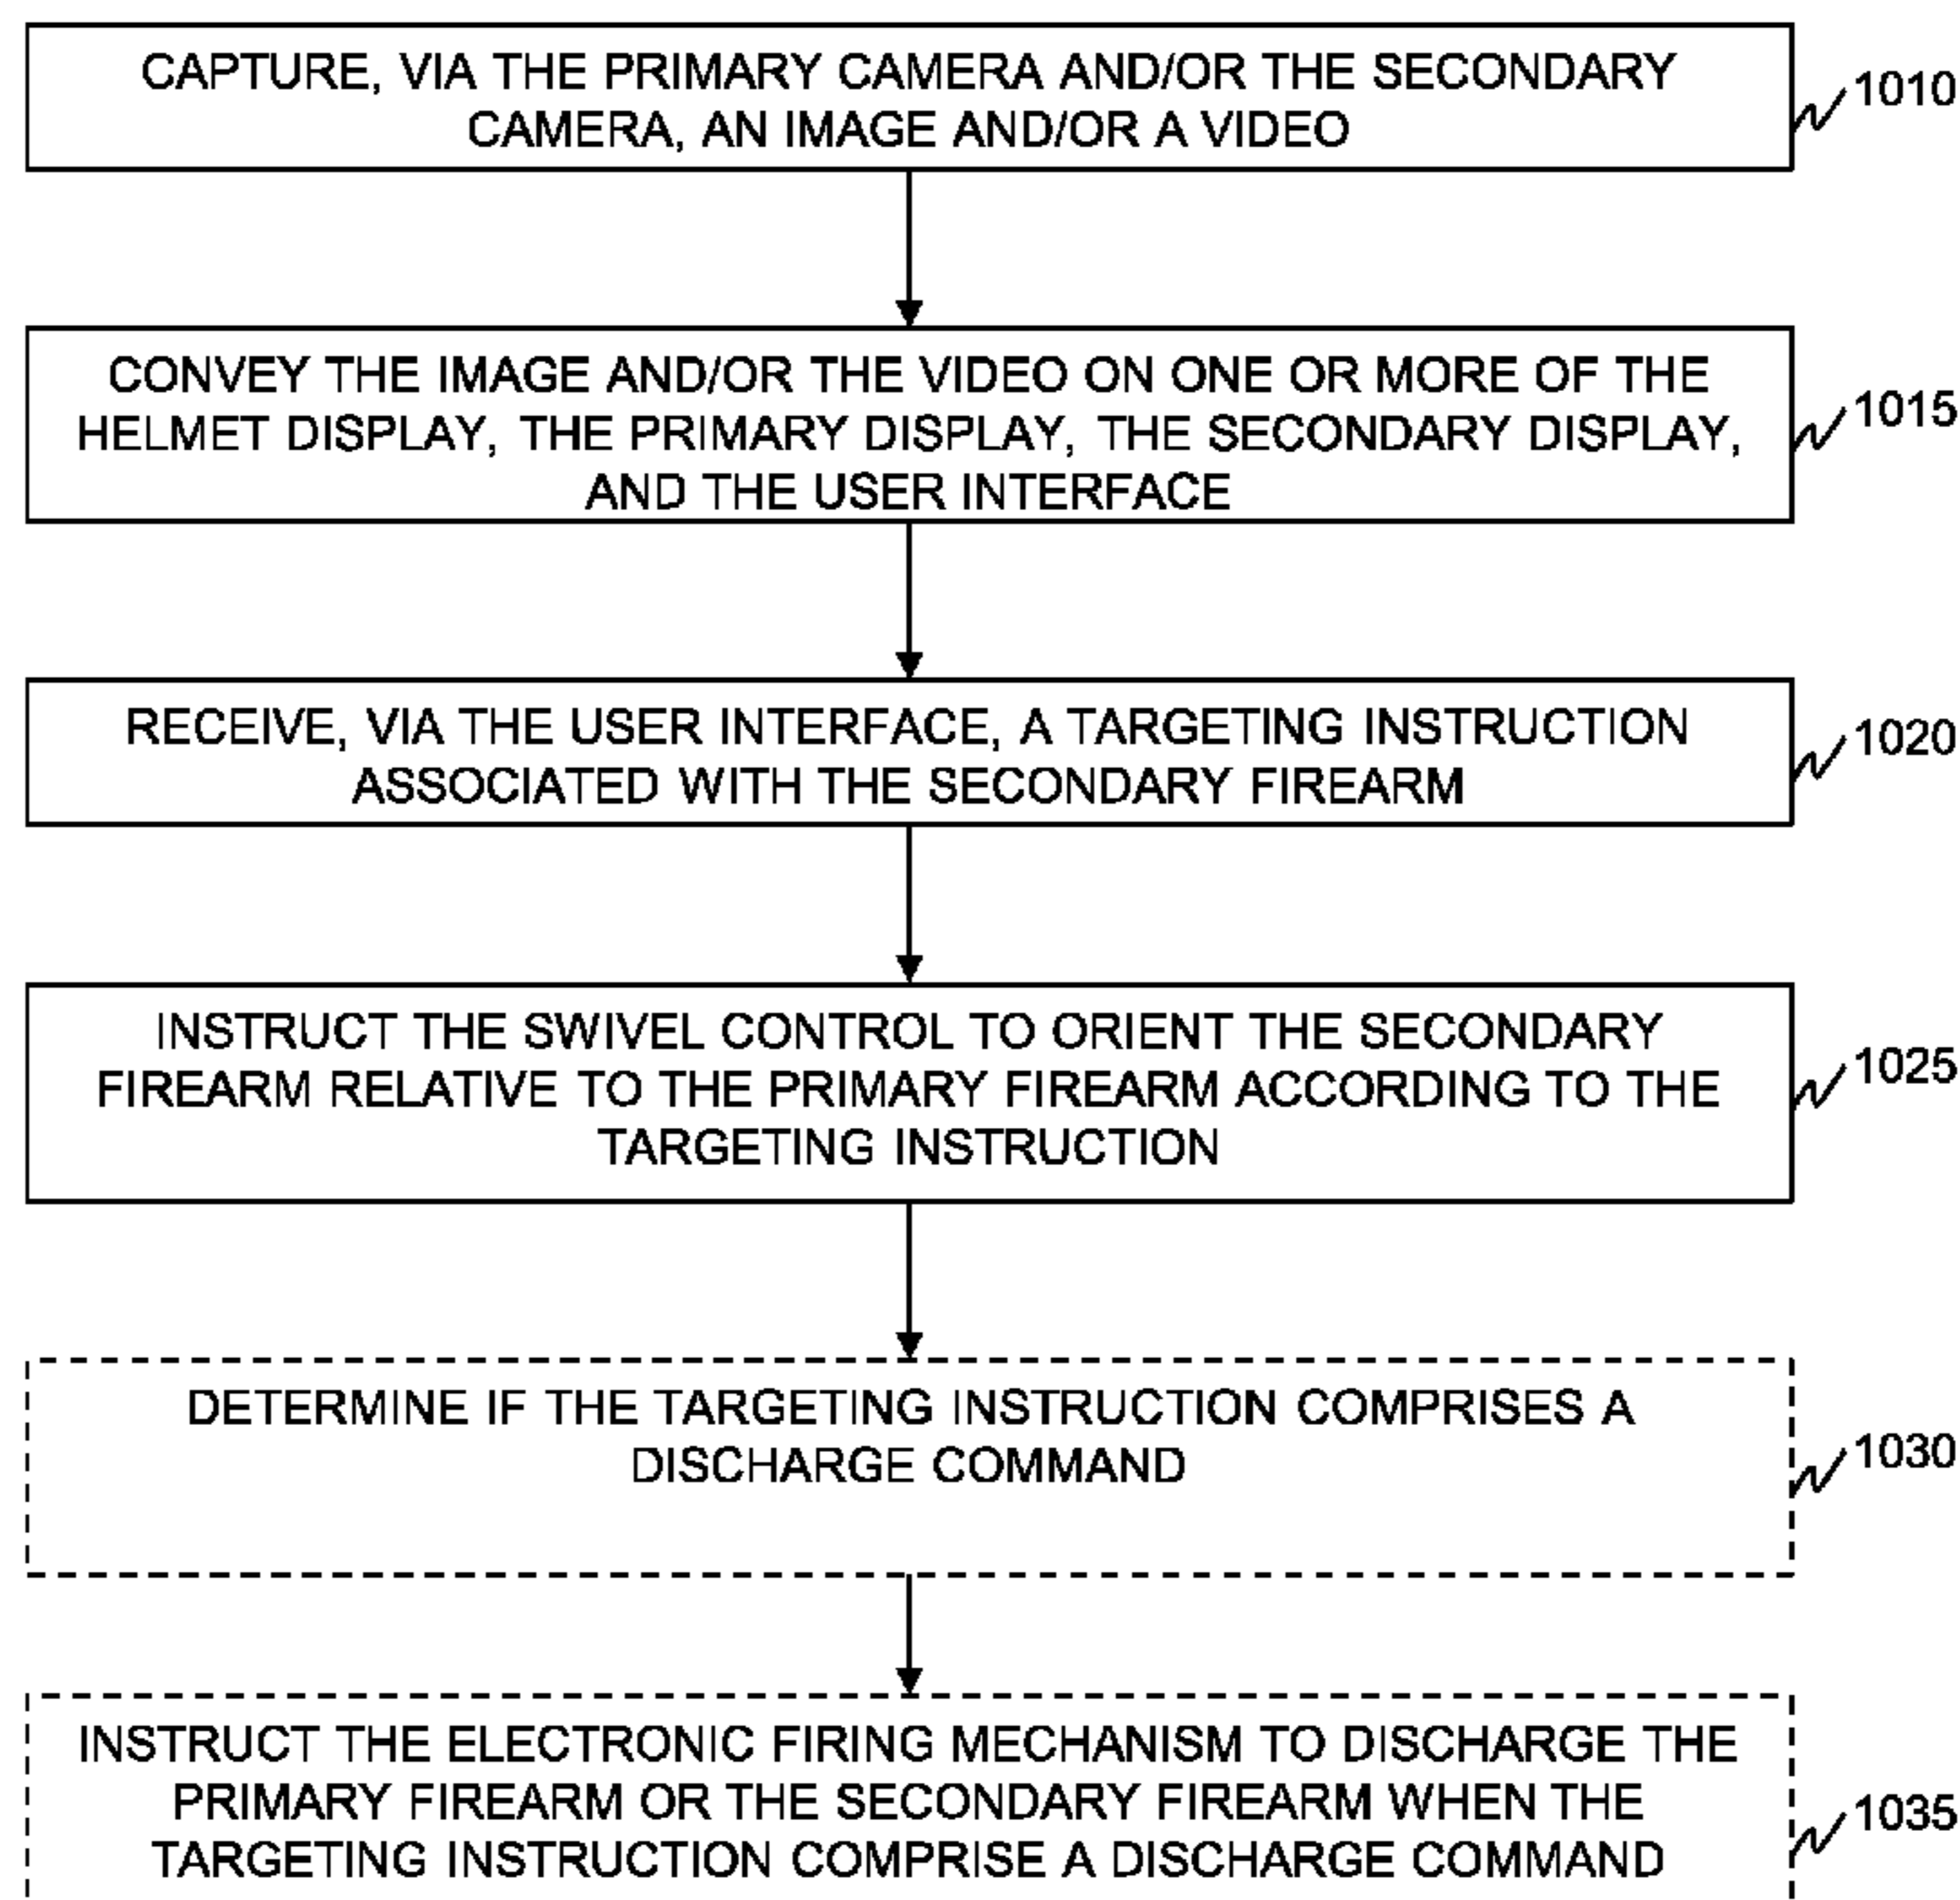 CAPTURE, VIA THE PRIMARY CAMERA AND/OR THE SECONDARY
CAMERA, AN IMAGE AND/OR A VIDEO
1010
CONVEY THE IMAGE AND/OR THE VIDEO ON ONE OR MORE OF THE
HELMET DISPLAY, THE PRIMARY DISPLAY, THE SECONDARY DISPLAY,
AND THE USER INTERFACE
1015
RECEIVE, VIA THE USER INTERFACE, A TARGETING INSTRUCTION
ASSOCIATED WITH THE SECONDARY FIREARM
1020
INSTRUCT THE SWIVEL CONTROL TO ORIENT THE SECONDARY
FIREARM RELATIVE TO THE PRIMARY FIREARM ACCORDING TO THE
TARGETING INSTRUCTION
1025
DETERMINE IF THE TARGETING INSTRUCTION COMPRISES A
DISCHARGE COMMAND
1030
INSTRUCT THE ELECTRONIC FIRING MECHANISM TO DISCHARGE THE
PRIMARY FIREARM OR THE SECONDARY FIREARM WHEN THE
TARGETING INSTRUCTION COMPRISE A DISCHARGE COMMAND
1035